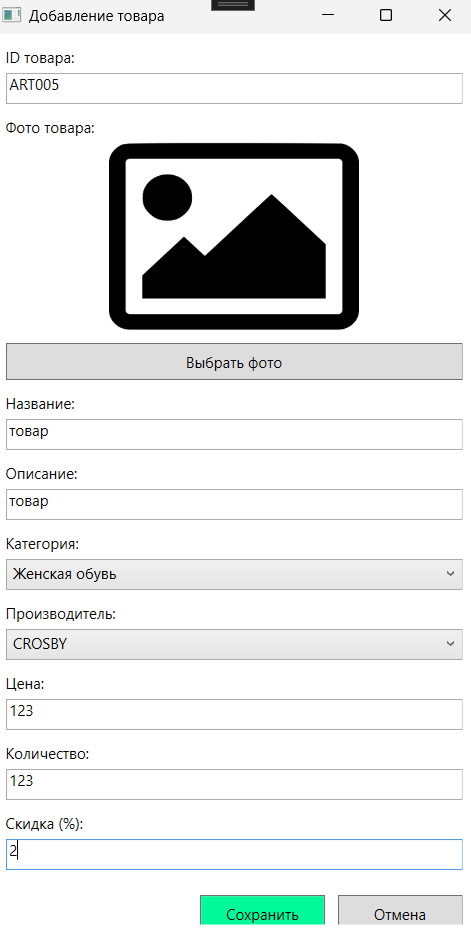 Добавление товара
ID товара:
ART005
Фото товара:
Выбрать фото
Название:
товар
Описание:
товар
Категория:
Женская обувь
Производитель:
CROSBY
Цена:
123
Количество:
123
Скидка (%):
2
Сохранить Отмена